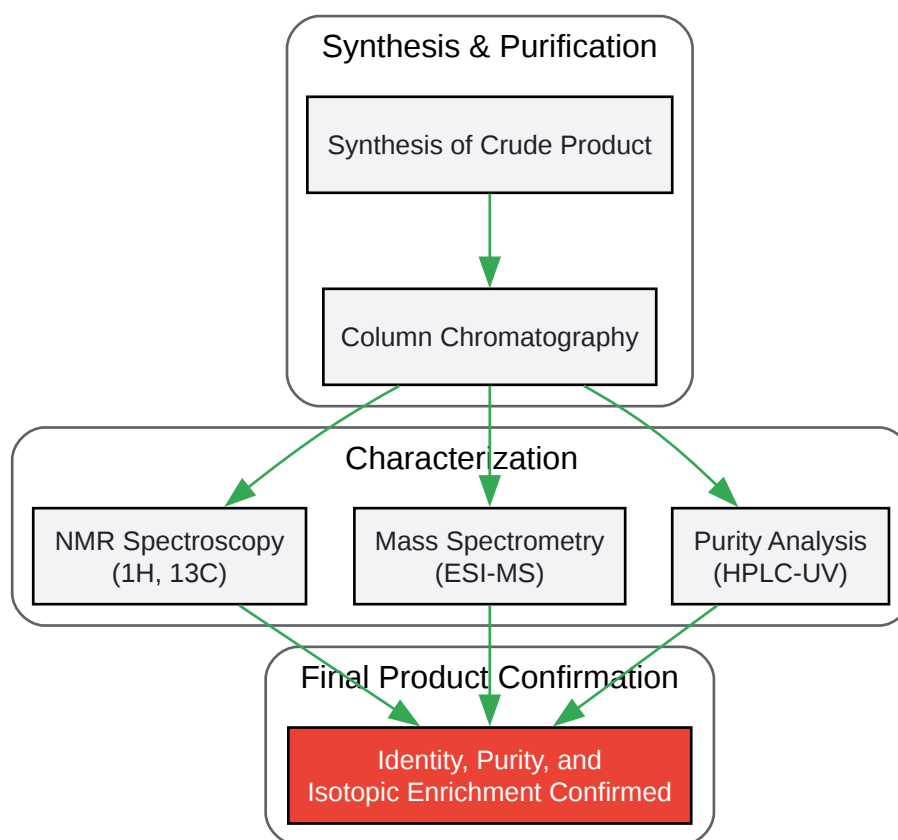 Synthesis & Purification
Synthesis of Crude Product
Column Chromatography
Characterization
NMR Spectroscopy
(1H, 13C)
Mass Spectrometry
(ESI-MS)
Purity Analysis
(HPLC-UV)
Final Product Confirmation
Identity, Purity, and
Isotopic Enrichment Confirmed